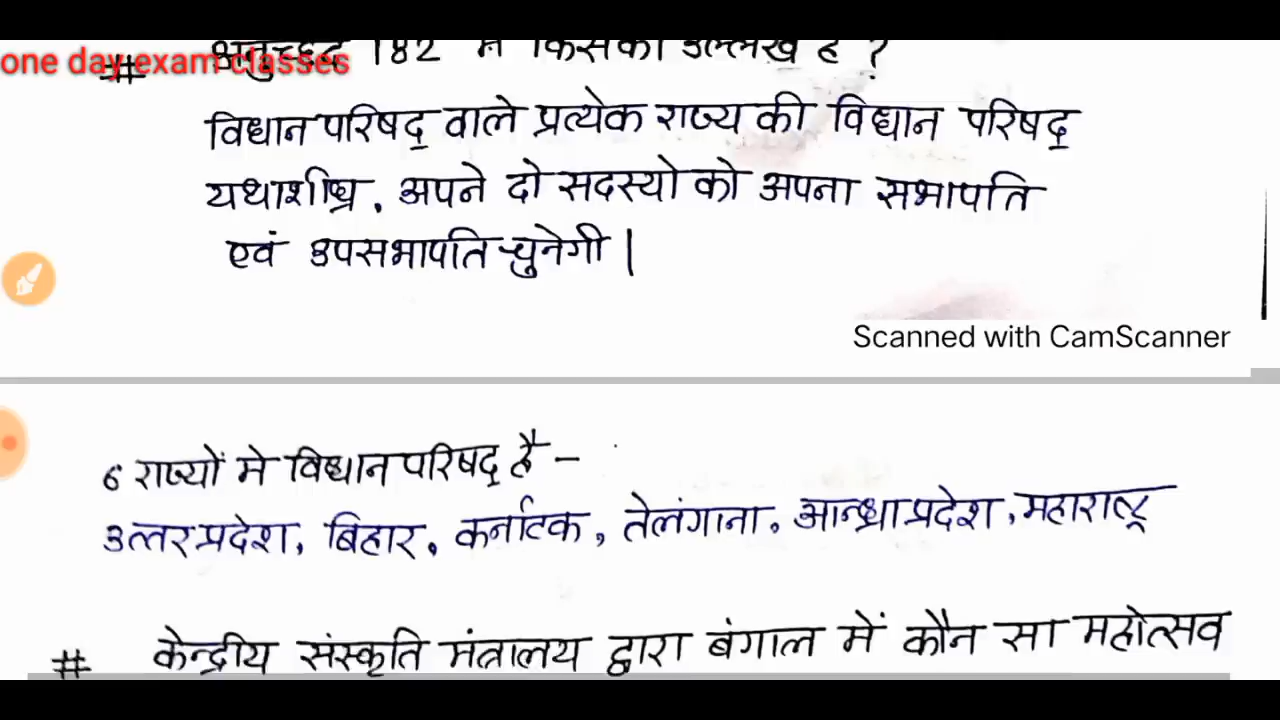 # अनुच्छेद 182 में किसका उल्लेख है ?
one day exam classes
विधान परिषद् वाले प्रत्येक राज्य की विधान परिषद्
यथाशीघ्र, अपने दो सदस्यो को अपना सभापति
एवं उपसभापति चुनेगी |
Scanned with CamScanner
6 राज्यों मे विधान परिषद् है –
उत्तर प्रदेश, बिहार, कर्नाटक, तेलंगाना, आन्ध्राप्रदेश, महाराष्ट्र
# केन्द्रीय संस्कृति मंत्रालय द्वारा बंगाल में कौन सा महोत्सव